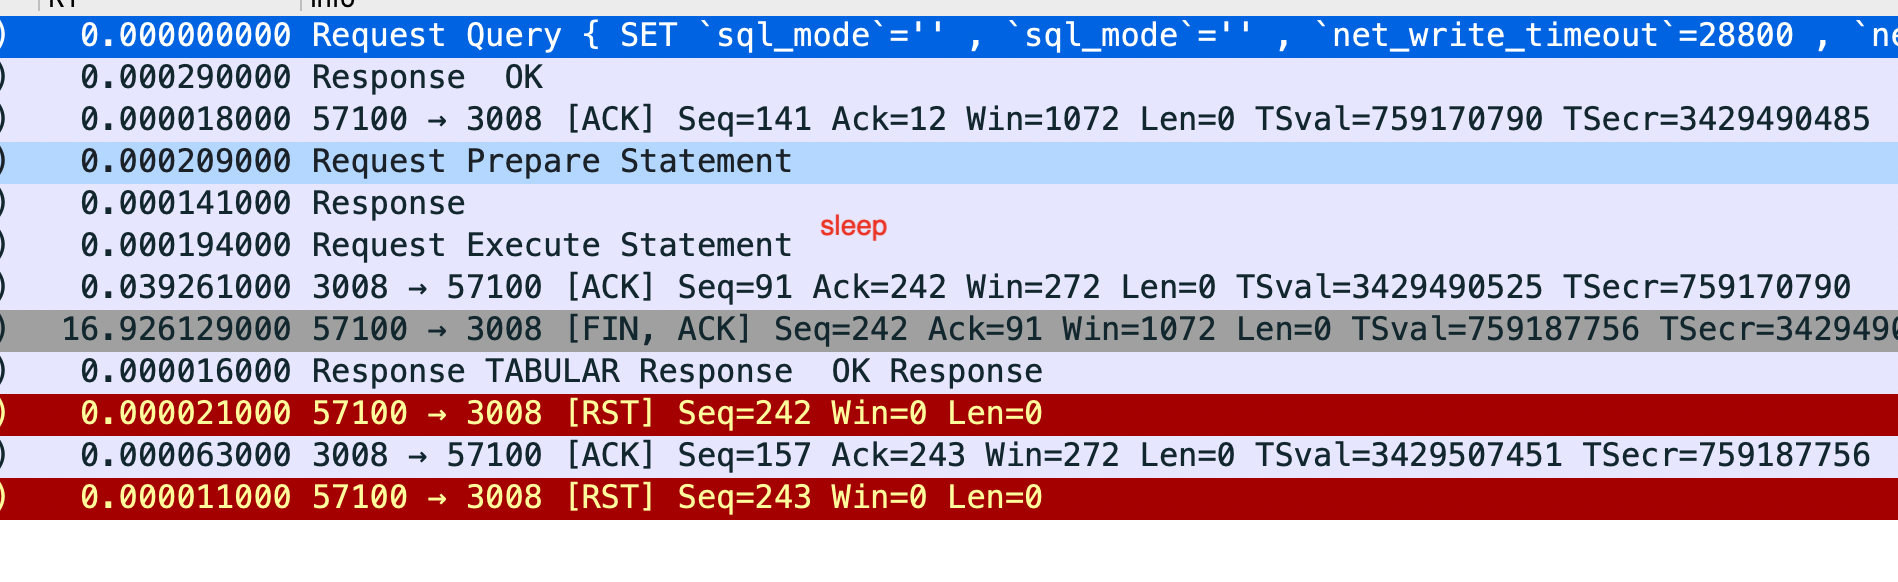 ) 0.000000000 Request Query { SET `sql_mode`='' , `sql_mode`='' , `net_write_timeout`=28800 , `ne
) 0.000290000 Response OK
) 0.000018000 57100 → 3008 [ACK] Seq=141 Ack=12 Win=1072 Len=0 TSval=759170790 TSecr=3429490485
) 0.000209000 Request Prepare Statement
) 0.000141000 Response
sleep
) 0.000194000 Request Execute Statement
) 0.039261000 3008 → 57100 [ACK] Seq=91 Ack=242 Win=272 Len=0 TSval=3429490525 TSecr=759170790
) 16.926129000 57100 → 3008 [FIN, ACK] Seq=242 Ack=91 Win=1072 Len=0 TSval=759187756 TSecr=3429490
) 0.000016000 Response TABULAR Response OK Response
) 0.000021000 57100 → 3008 [RST] Seq=242 Win=0 Len=0
) 0.000063000 3008 → 57100 [ACK] Seq=157 Ack=243 Win=272 Len=0 TSval=3429507451 TSecr=759187756
) 0.000011000 57100 → 3008 [RST] Seq=243 Win=0 Len=0